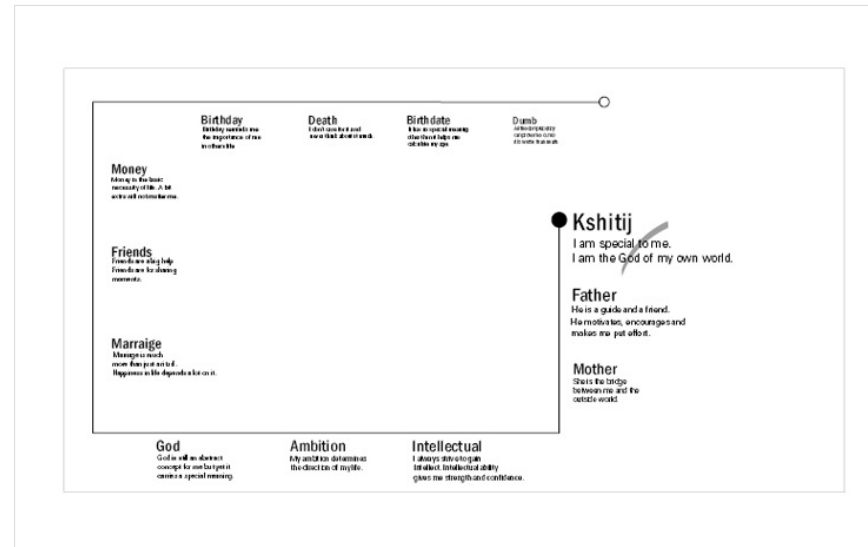 Birthday
Birthday reminds me
the importance of me
in others life
Death
I don't care for it and
never think about it much.
Birthdate
It has no special meaning
other than it helps me
calculate my age
Dumb
Money
Money is the basic
necessity of life. A bit
extra will not matter me.
Friends
Friends are a big help
Friends are for sharing
moments.
Marraige
Marriage is much
more than just a ritual.
Happiness in life depends a lot on it.
Kshitij
I am special to me.
I am the God of my own world.
Father
He is a guide and a friend.
He motivates, encourages and
makes me put effort.
Mother
She is the bridge
between me and the
outside world.
God
God is still an abstract
concept for me but yet it
carries a special meaning.
Ambition
My ambition determines
the direction of my life.
Intellectual
I always strive to gain
Intellect. Intellectual ability
gives me strength and confidence.